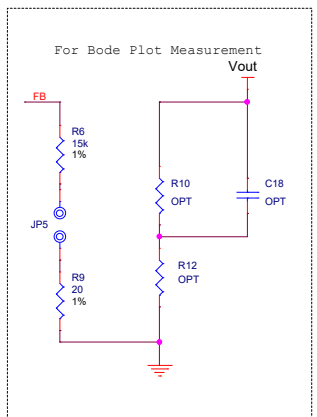 For Bode Plot Measurement
Vout
FB
R6
15k
1%
R10
OPT
C18
OPT
JP5
R12
OPT
R9
20
1%